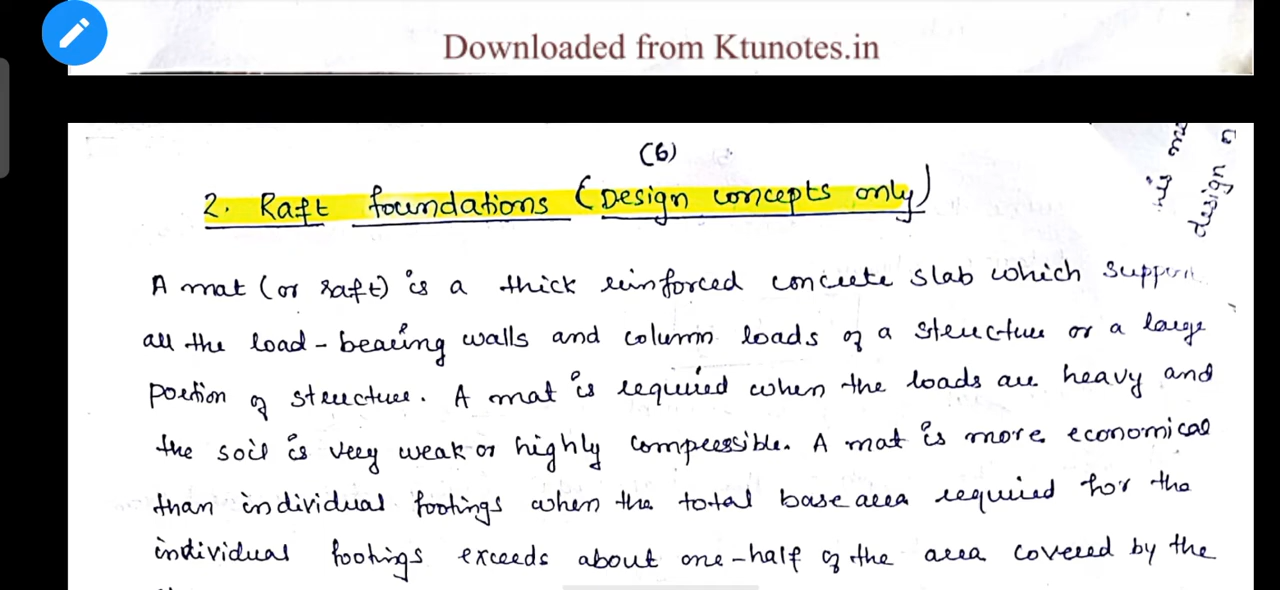 Downloaded from Ktunotes.in
(6)
2. Raft foundations (Design concepts only)
A mat (or raft) is a thick reinforced concrete slab which support
all the load-bearing walls and column loads of a structure or a large
portion of structure. A mat is required when the loads are heavy and
the soil is very weak or highly compressible. A mat is more economical
than individual footings when the total base area required for the
individual footings exceeds about one-half of the area covered by the
design